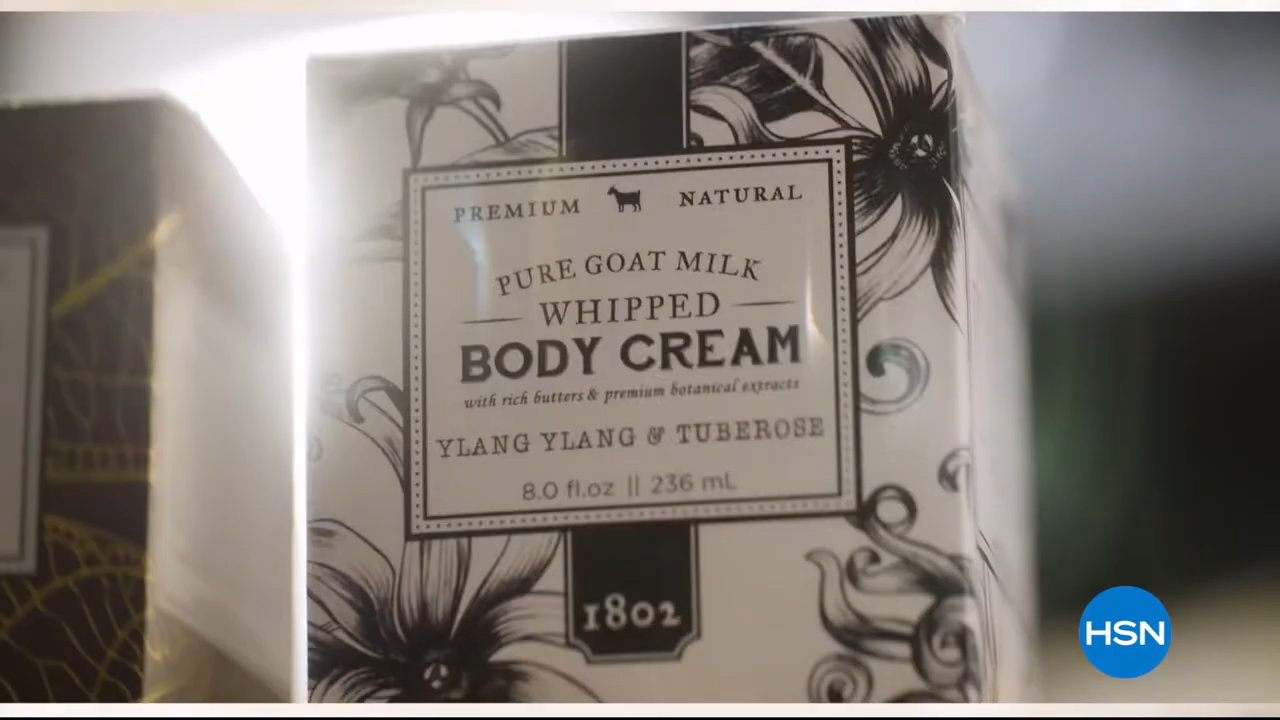 PREMIUM NATURAL
PURE GOAT MILK
WHIPPED
BODY CREAM
with rich butters & premium botanical extracts
YLANG YLANG & TUBEROSE
8.0 fl.oz || 236 mL
1802
HSN